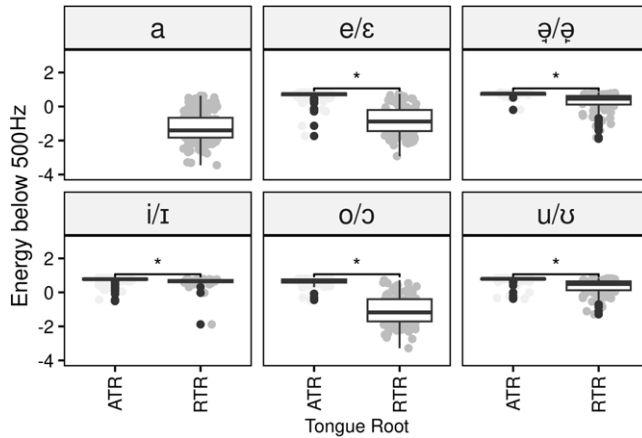 a e/ɛ ə̘/ə̙
Energy below 500Hz
2
0
-2
-4
* *
i/ɪ o/ɔ u/ʊ
2
0
-2
-4
* * *
ATR RTR ATR RTR ATR RTR
Tongue Root